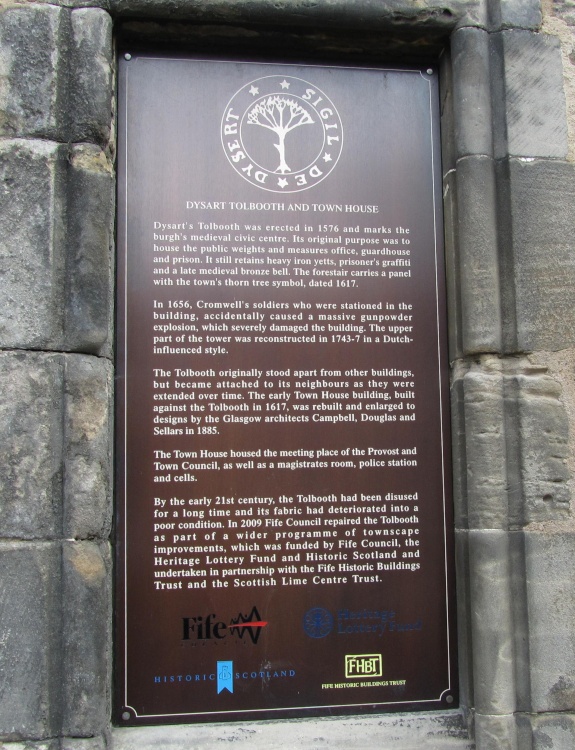 SIGIL DE DYSERT
DYSART TOLBOOTH AND TOWN HOUSE
Dysart's Tolbooth was erected in 1576 and marks the
burgh's medieval civic centre. Its original purpose was to
house the public weights and measures office, guardhouse
and prison. It still retains heavy iron yetts, prisoner's graffiti
and a late medieval bronze bell. The forestair carries a panel
with the town's thorn tree symbol, dated 1617.
In 1656, Cromwell's soldiers who were stationed in the
building, accidentally caused a massive gunpowder
explosion, which severely damaged the building. The upper
part of the tower was reconstructed in 1743-7 in a Dutch-
influenced style.
The Tolbooth originally stood apart from other buildings,
but became attached to its neighbours as they were
extended over time. The early Town House building, built
against the Tolbooth in 1617, was rebuilt and enlarged to
designs by the Glasgow architects Campbell, Douglas and
Sellars in 1885.
The Town House housed the meeting place of the Provost and
Town Council, as well as a magistrates room, police station
and cells.
By the early 21st century, the Tolbooth had been disused
for a long time and its fabric had deteriorated into a
poor condition. In 2009 Fife Council repaired the Tolbooth
as part of a wider programme of townscape
improvements, which was funded by Fife Council, the
Heritage Lottery Fund and Historic Scotland and
undertaken in partnership with the Fife Historic Buildings
Trust and the Scottish Lime Centre Trust.
Fife
COUNCIL
Heritage
Lottery Fund
HISTORIC SCOTLAND
FHBT
FIFE HISTORIC BUILDINGS TRUST